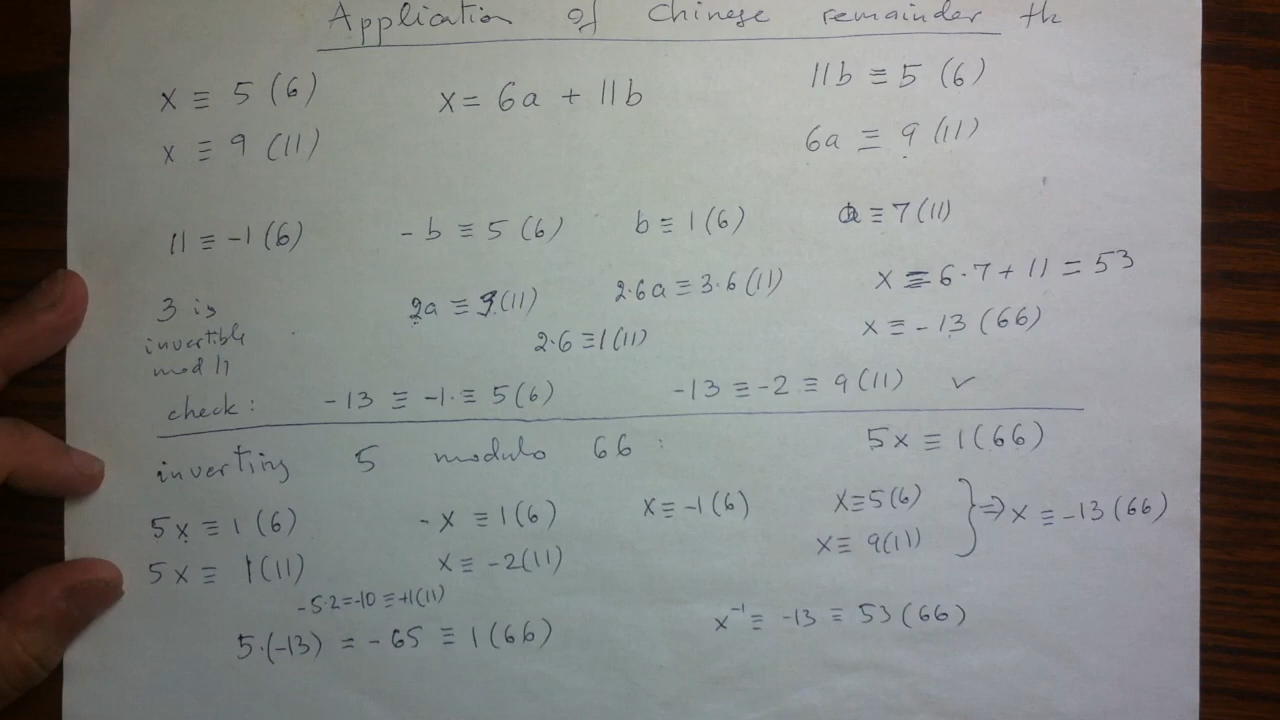 Application of Chinese remainder th
x ≡ 5 (6) x = 6a + 11b 11b ≡ 5 (6)
x ≡ 9 (11) 6a ≡ 9 (11)
11 ≡ -1 (6) -b ≡ 5 (6) b ≡ 1 (6) a ≡ 7 (11)
3 is invertible mod 11 2a ≡ 3 (11) 2·6a ≡ 3·6 (11) x ≡ 6·7 + 11 = 53
2·6 ≡ 1 (11) x ≡ -13 (66)
check: -13 ≡ -1 ≡ 5 (6) -13 ≡ -2 ≡ 9 (11) ✓
inverting 5 modulo 66 : 5x ≡ 1 (66)
5x ≡ 1 (6) -x ≡ 1 (6) x ≡ -1 (6) x ≡ 5 (6) } ⇒ x ≡ -13 (66)
5x ≡ 1 (11) x ≡ -2 (11) x ≡ 9 (11)
-5·2 = -10 ≡ +1 (11)
5·(-13) = -65 ≡ 1 (66) x⁻¹ ≡ -13 ≡ 53 (66)